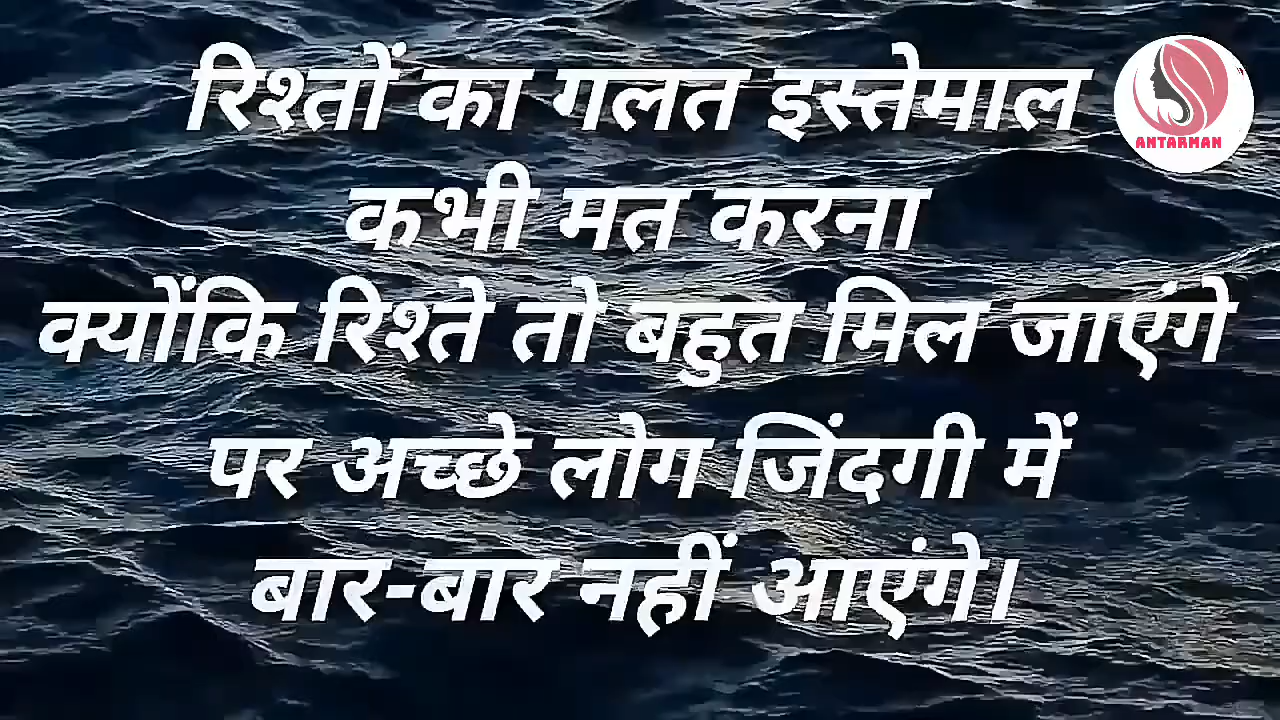 रिश्तों का गलत इस्तेमाल
ANTARMAN
कभी मत करना
क्योंकि रिश्ते तो बहुत मिल जाएंगे
पर अच्छे लोग जिंदगी में
बार-बार नहीं आएंगे।